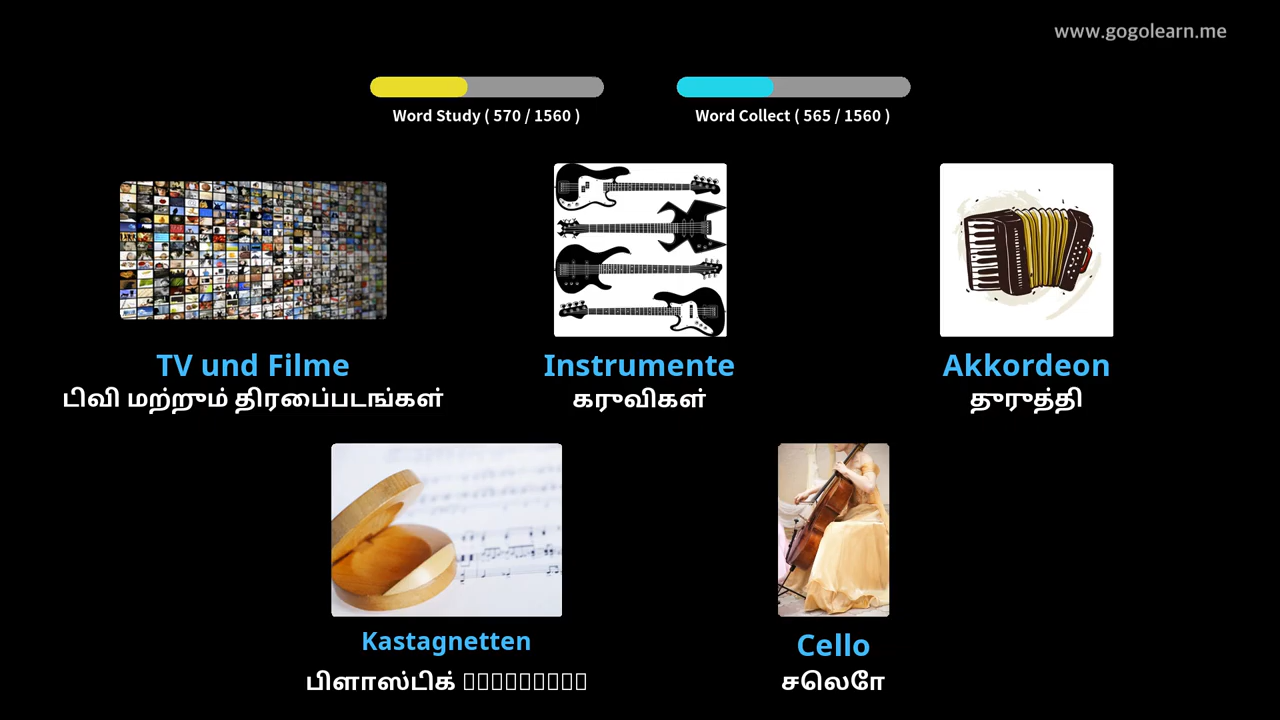 www.gogolearn.me
Word Study ( 570 / 1560 )
Word Collect ( 565 / 1560 )
TV und Filme
டிவி மற்றும் திரைப்படங்கள்
Instrumente
கருவிகள்
Akkordeon
துருத்தி
Kastagnetten
பிளாஸ்டிக்
Cello
செலோ